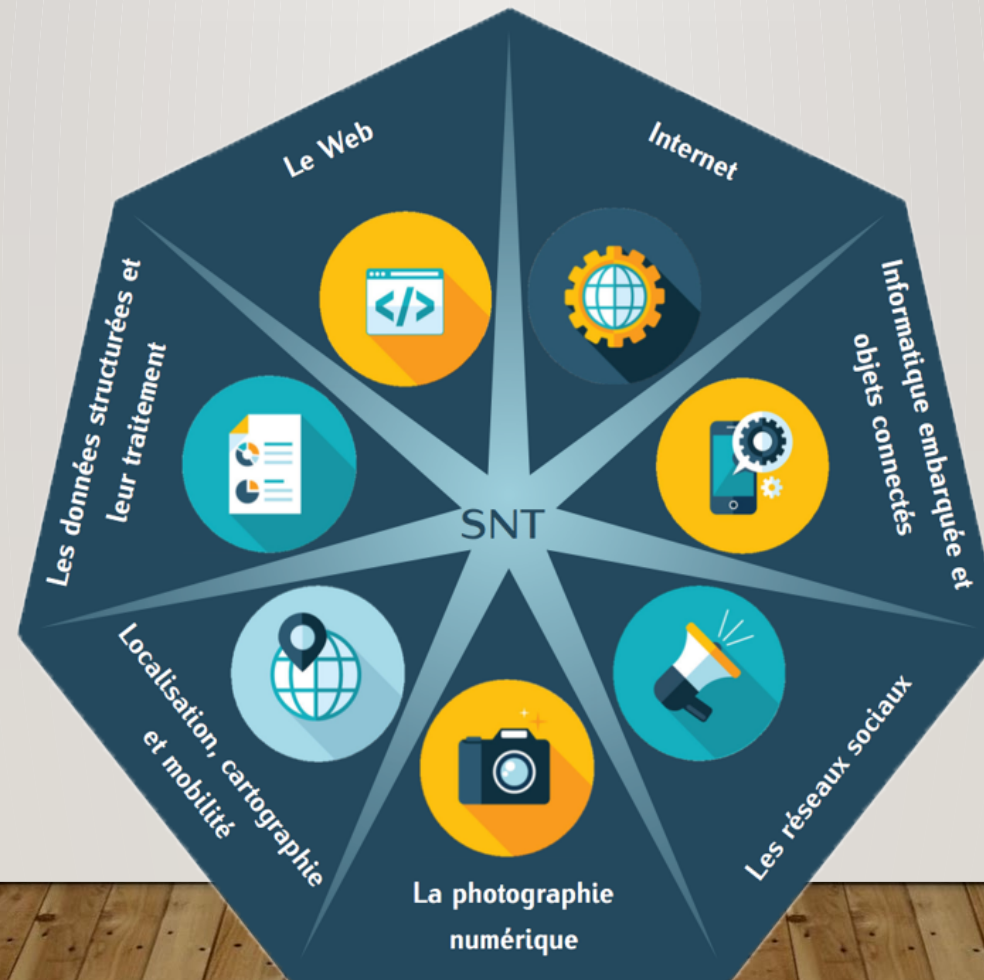 Le Web
Internet
Informatique embarquée et
objets connectés
Les réseaux sociaux
La photographie
numérique
Localisation, cartographie
et mobilité
Les données structurées et
leur traitement
SNT